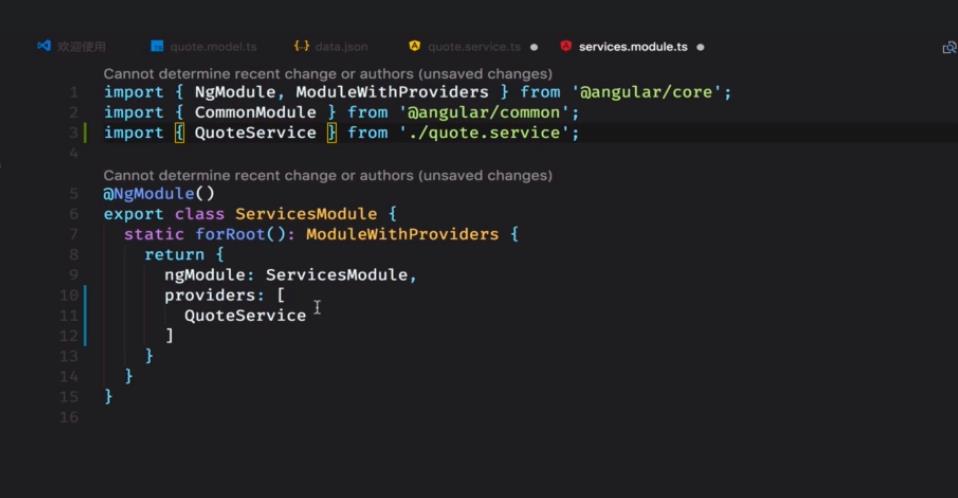 欢迎使用 quote.model.ts {..} data.json quote.service.ts services.module.ts
Cannot determine recent change or authors (unsaved changes)
1 import { NgModule, ModuleWithProviders } from '@angular/core';
2 import { CommonModule } from '@angular/common';
3 import { QuoteService } from './quote.service';
4
Cannot determine recent change or authors (unsaved changes)
5 @NgModule()
6 export class ServicesModule {
7 static forRoot(): ModuleWithProviders {
8 return {
9 ngModule: ServicesModule,
10 providers: [
11 QuoteService
12 ]
13 }
14 }
15 }
16